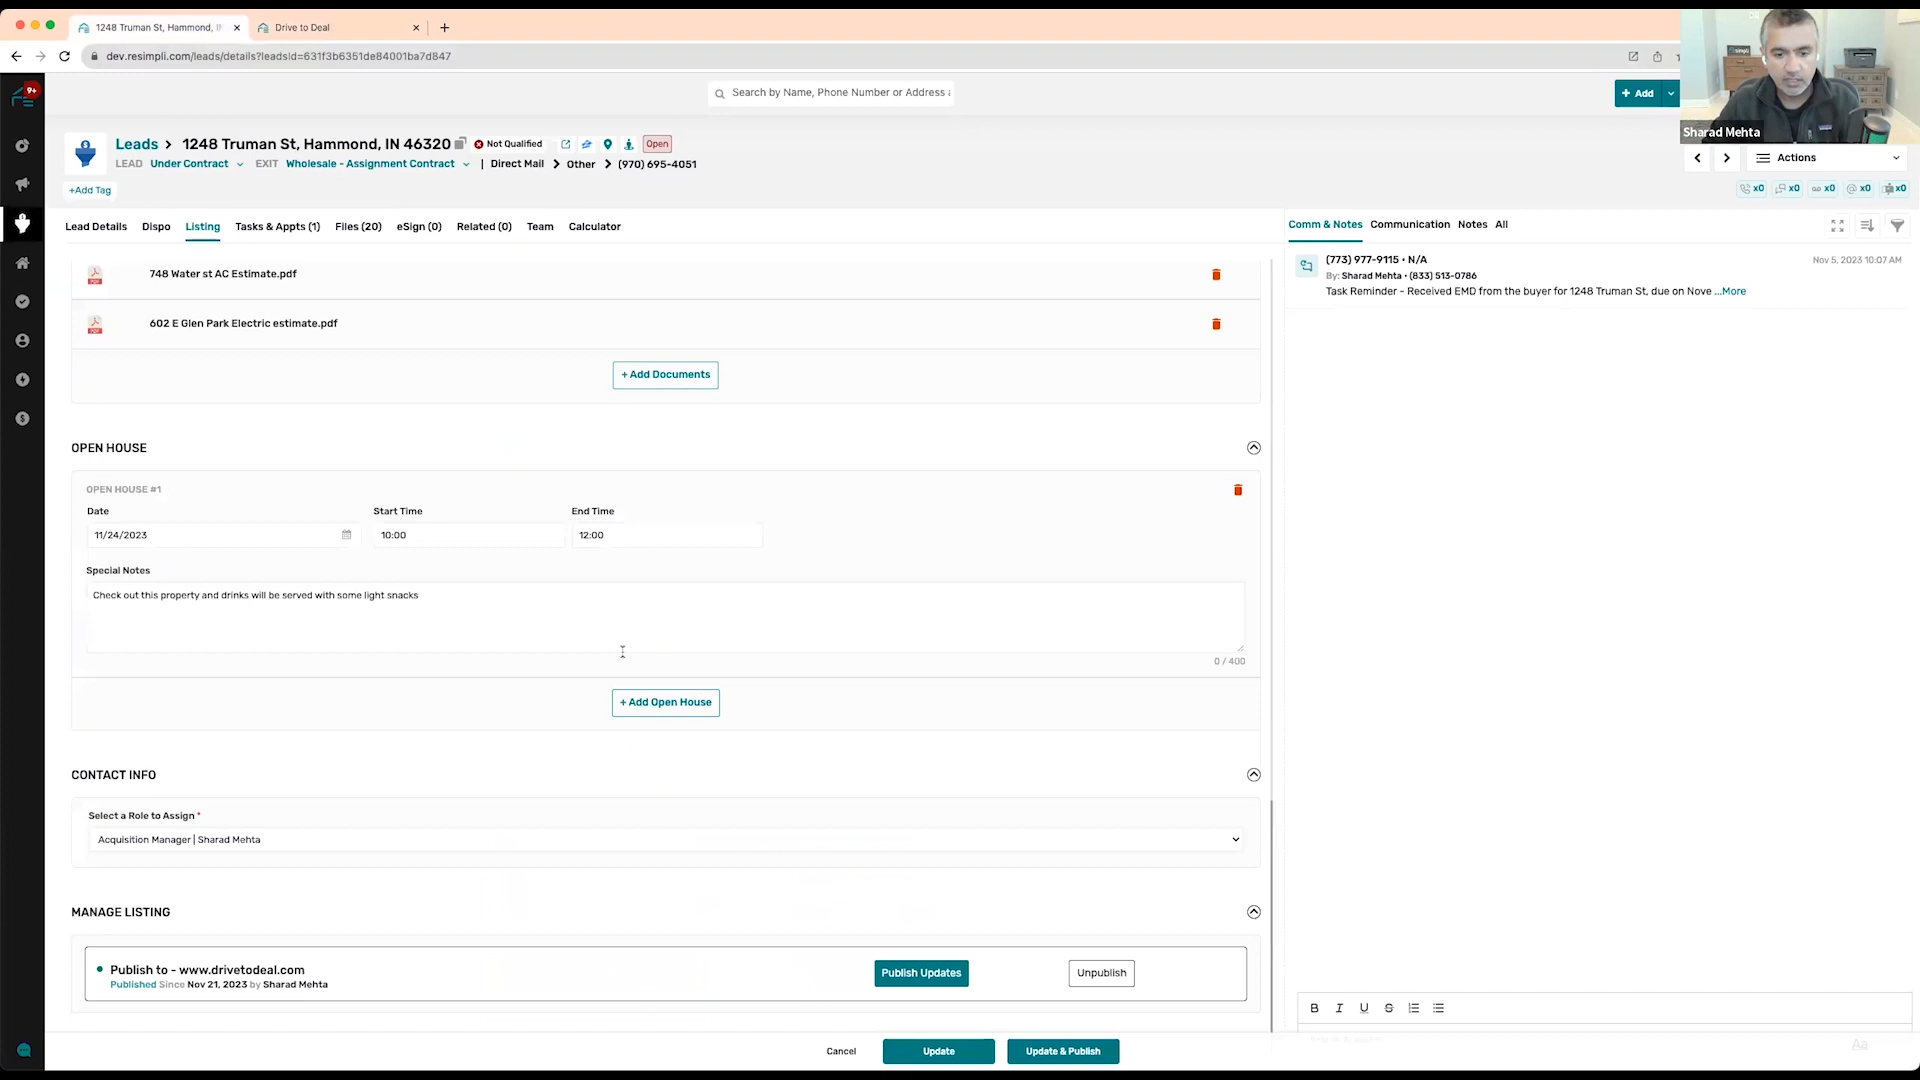 1248 Truman St, Hammond, I
Drive to Deal
dev.resimpli.com/leads/details?leadsid=631f3b6351de84001ba7d847
9+
Search by Name, Phone Number or Address
+ Add
Sharad Mehta
Leads > 1248 Truman St, Hammond, IN 46320 Not Qualified Open
LEAD Under Contract EXIT Wholesale - Assignment Contract | Direct Mail > Other > (970) 695-4051
Actions
+Add Tag
x0 x0 x0 x0 x0
Lead Details Dispo Listing Tasks & Appts (1) Files (20) eSign (0) Related (0) Team Calculator
Comm & Notes Communication Notes All
(773) 977-9115 • N/A
Nov 5, 2023 10:07 AM
By: Sharad Mehta • (833) 513-0786
Task Reminder - Received EMD from the buyer for 1248 Truman St, due on Nove ...More
748 Water st AC Estimate.pdf
602 E Glen Park Electric estimate.pdf
+ Add Documents
OPEN HOUSE
OPEN HOUSE #1
Date Start Time End Time
11/24/2023 10:00 12:00
Special Notes
Check out this property and drinks will be served with some light snacks
0 / 400
+ Add Open House
CONTACT INFO
Select a Role to Assign *
Acquisition Manager | Sharad Mehta
MANAGE LISTING
Publish to - www.drivetodeal.com
Published Since Nov 21, 2023 by Sharad Mehta
Publish Updates Unpublish
B I U S
Aa
Cancel Update Update & Publish